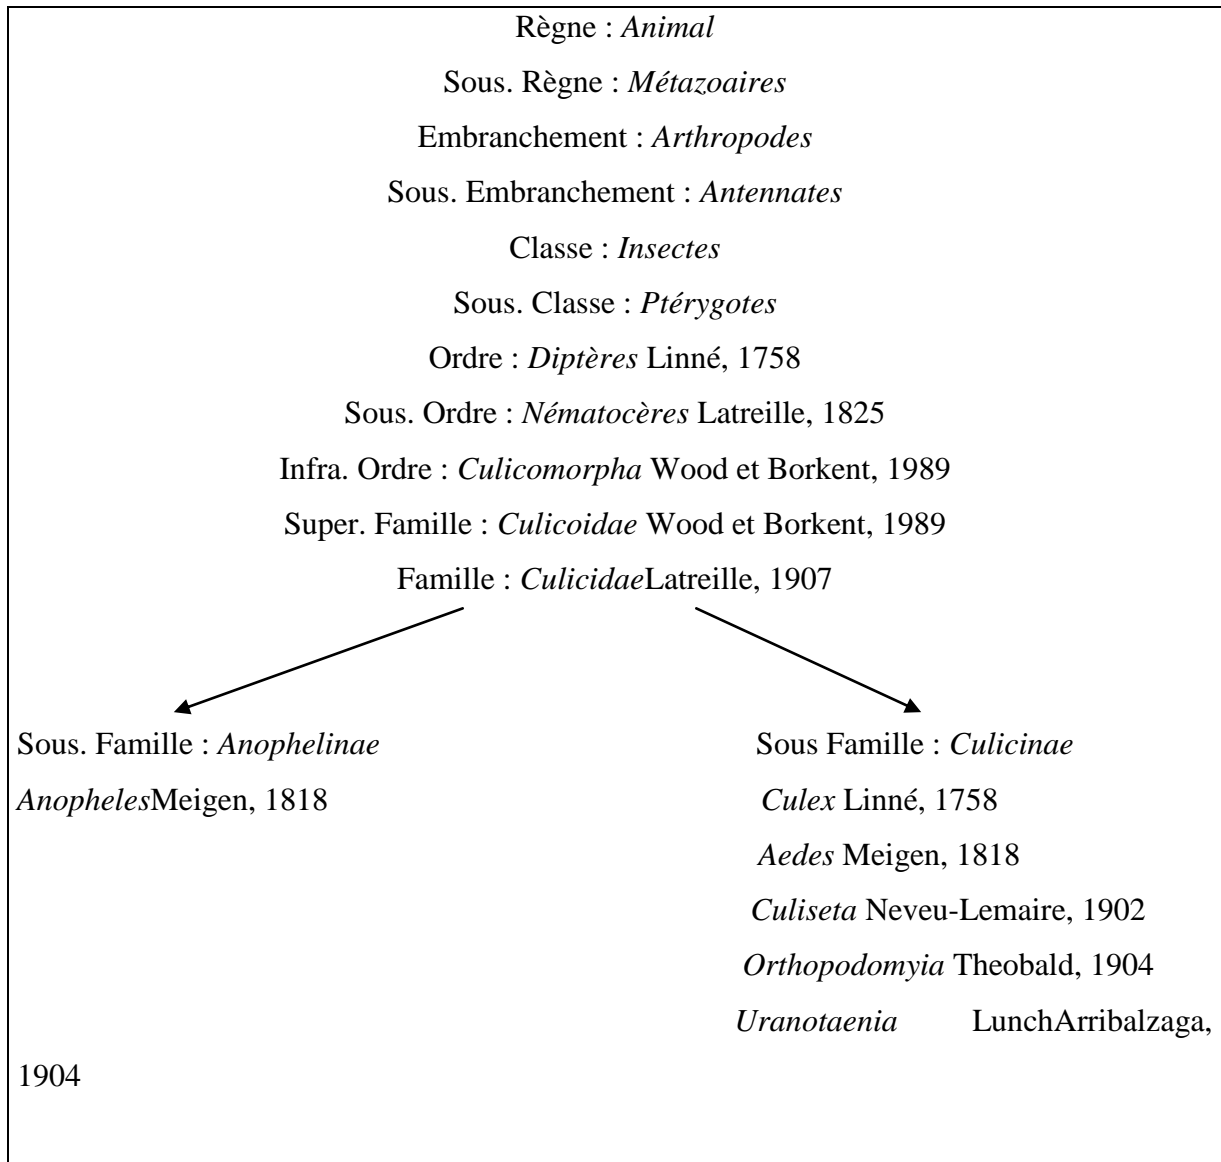 Règne : Animal
Sous. Règne : Métazoaires
Embranchement : Arthropodes
Sous. Embranchement : Antennates
Classe : Insectes
Sous. Classe : Ptérygotes
Ordre : Diptères Linné, 1758
Sous. Ordre : Nématocères Latreille, 1825
Infra. Ordre : Culicomorpha Wood et Borkent, 1989
Super. Famille : Culicoidae Wood et Borkent, 1989
Famille : CulicidaeLatreille, 1907
Sous. Famille : Anophelinae
AnophelesMeigen, 1818
Sous Famille : Culicinae
Culex Linné, 1758
Aedes Meigen, 1818
Culiseta Neveu-Lemaire, 1902
Orthopodomyia Theobald, 1904
Uranotaenia LunchArribalzaga,
1904